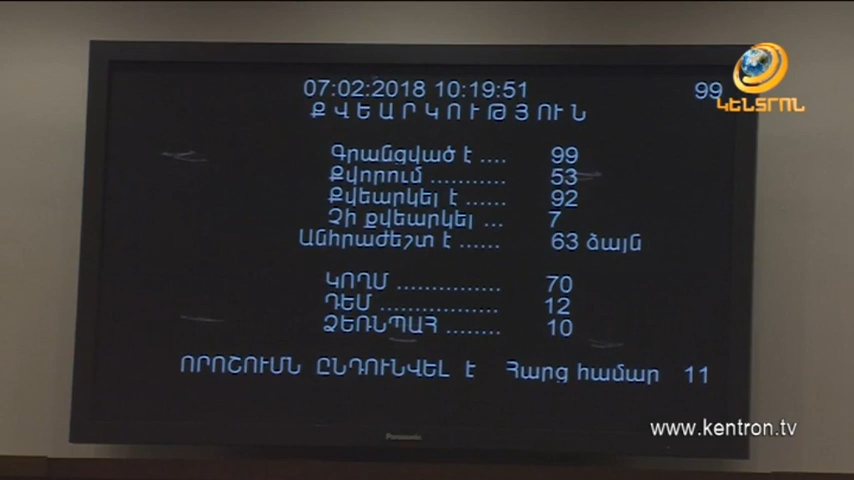 07:02:2018 10:19:51 99
ՔՎԵԱՐԿՈՒԹՅՈՒՆ
Գրանցված է .... 99
Քվորում ........... 53
Քվեարկել է ...... 92
Չի քվեարկել ... 7
Անհրաժեշտ է ...... 63 ձայն
ԿՈՂՄ ............... 70
ԴԵՄ ................. 12
ՁԵՌՆՊԱՀ ........ 10
ՈՐՈՇՈՒՄՆ ԸՆԴՈՒՆՎԵԼ է Հարց համար 11
Panasonic
ԿԵՆՏՐՈՆ
www.kentron.tv